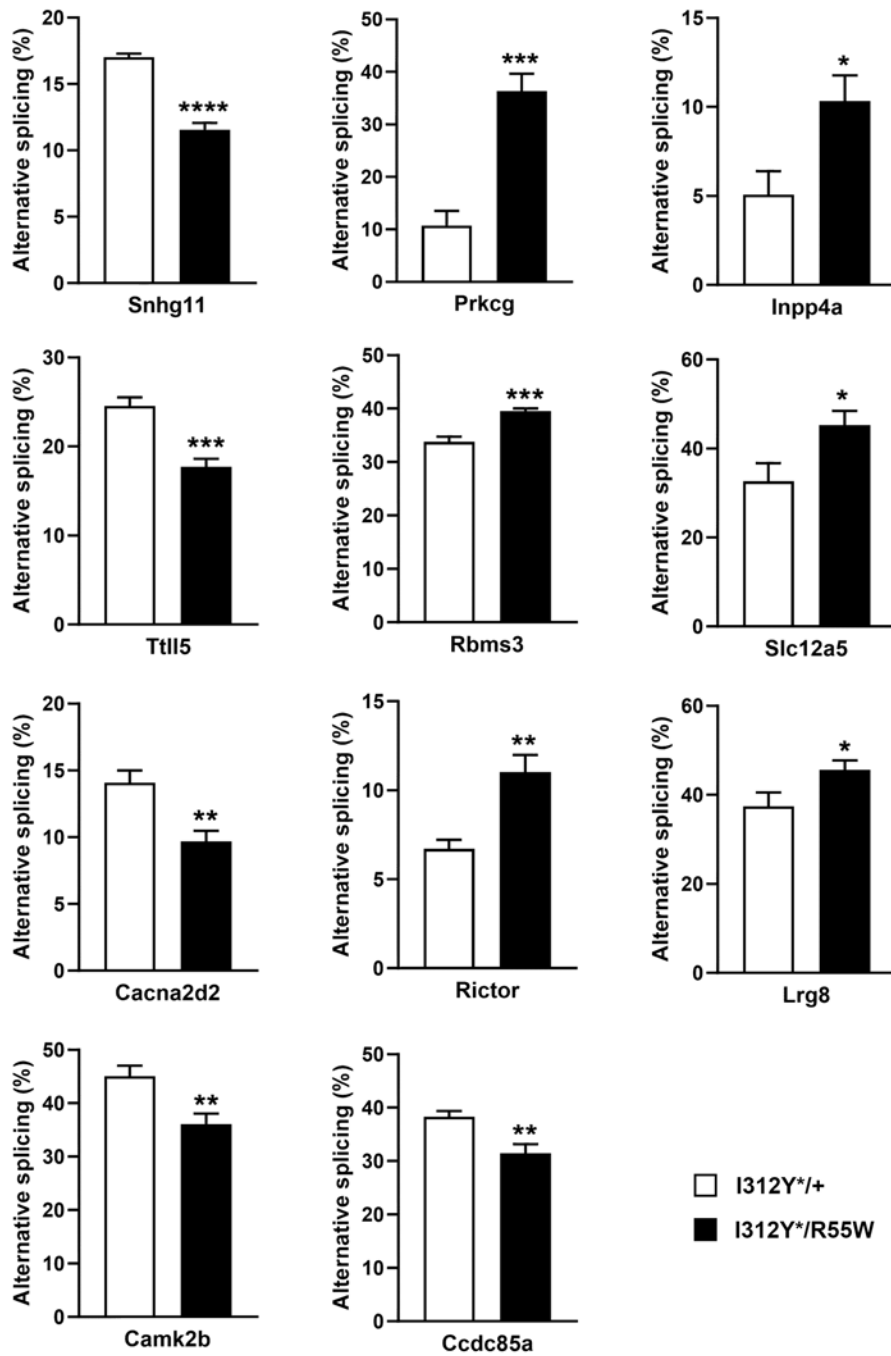 Alternative splicing (%)
20
15
10
5
0
****
Snhg11
Alternative splicing (%)
50
40
30
20
10
0
***
Prkcg
Alternative splicing (%)
15
10
5
0
*
Inpp4a
Alternative splicing (%)
30
20
10
0
***
Ttll5
Alternative splicing (%)
50
40
30
20
10
0
***
Rbms3
Alternative splicing (%)
60
40
20
0
*
Slc12a5
Alternative splicing (%)
20
15
10
5
0
**
Cacna2d2
Alternative splicing (%)
15
10
5
0
**
Rictor
Alternative splicing (%)
60
40
20
0
*
Lrg8
Alternative splicing (%)
50
40
30
20
10
0
**
Camk2b
Alternative splicing (%)
50
40
30
20
10
0
**
Ccdc85a
I312Y*/+
I312Y*/R55W